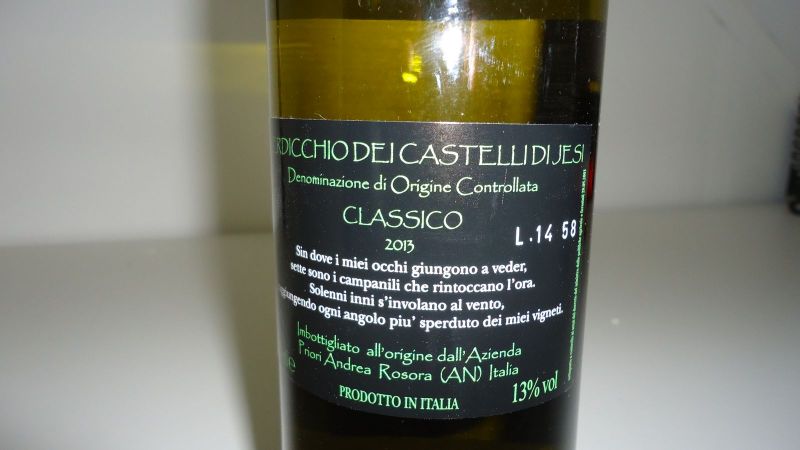 ERDICCHIO DEI CASTELLI DI JESI
Denominazione di Origine Controllata
CLASSICO
2013
L.14 58
Sin dove i miei occhi giungono a veder,
sette sono i campanili che rintoccano l'ora.
Solenni inni s'involano al vento,
ggiungendo ogni angolo piu' sperduto dei miei vigneti.
Imbottigliato all'origine dall'Azienda
Priori Andrea Rosora (AN) Italia
e
PRODOTTO IN ITALIA
13% vol